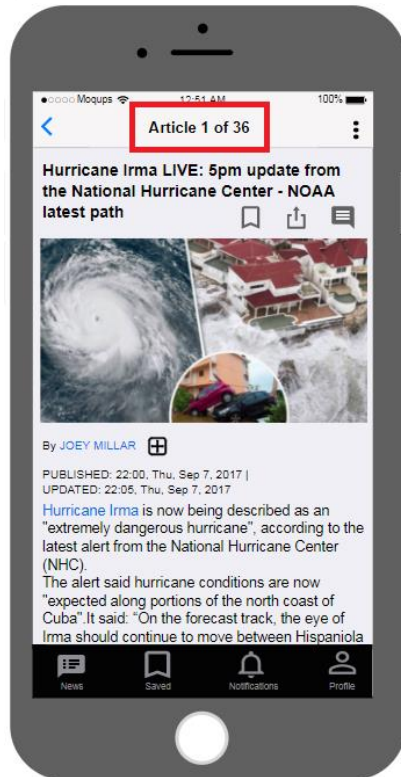 Moqups 12:51 AM 100%
Article 1 of 36
Hurricane Irma LIVE: 5pm update from
the National Hurricane Center - NOAA
latest path
By JOEY MILLAR
PUBLISHED: 22:00, Thu, Sep 7, 2017 |
UPDATED: 22:05, Thu, Sep 7, 2017
Hurricane Irma is now being described as an
"extremely dangerous hurricane", according to the
latest alert from the National Hurricane Center
(NHC).
The alert said hurricane conditions are now
"expected along portions of the north coast of
Cuba".It said: “On the forecast track, the eye of
Irma should continue to move between Hispaniola
News Saved Notifications Profile